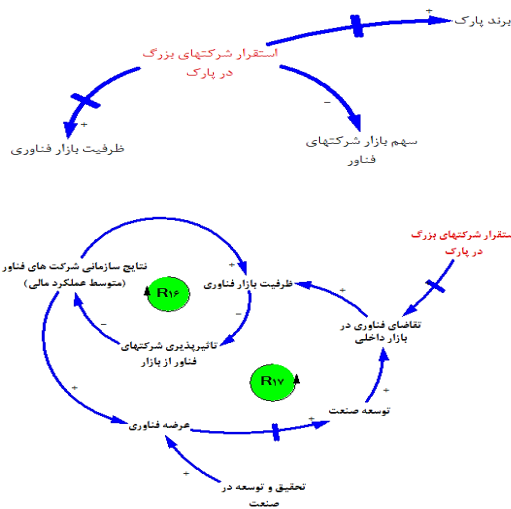 برند پارک
+
استقرار شرکتهای بزرگ
در پارک
+
ظرفیت بازار فناوری
–
سهم بازار شرکتهای
فناور
استقرار شرکتهای بزرگ
در پارک
+
نتایج سازمانی شرکت های فناور
(متوسط عملکرد مالی)
R۱۶
+
ظرفیت بازار فناوری
–
+
تقاضای فناوری در
بازار داخلی
–
تاثیرپذیری شرکتهای
فناور از بازار
R۱۷
+
+
توسعه صنعت
+
عرضه فناوری
+
تحقیق و توسعه در
صنعت